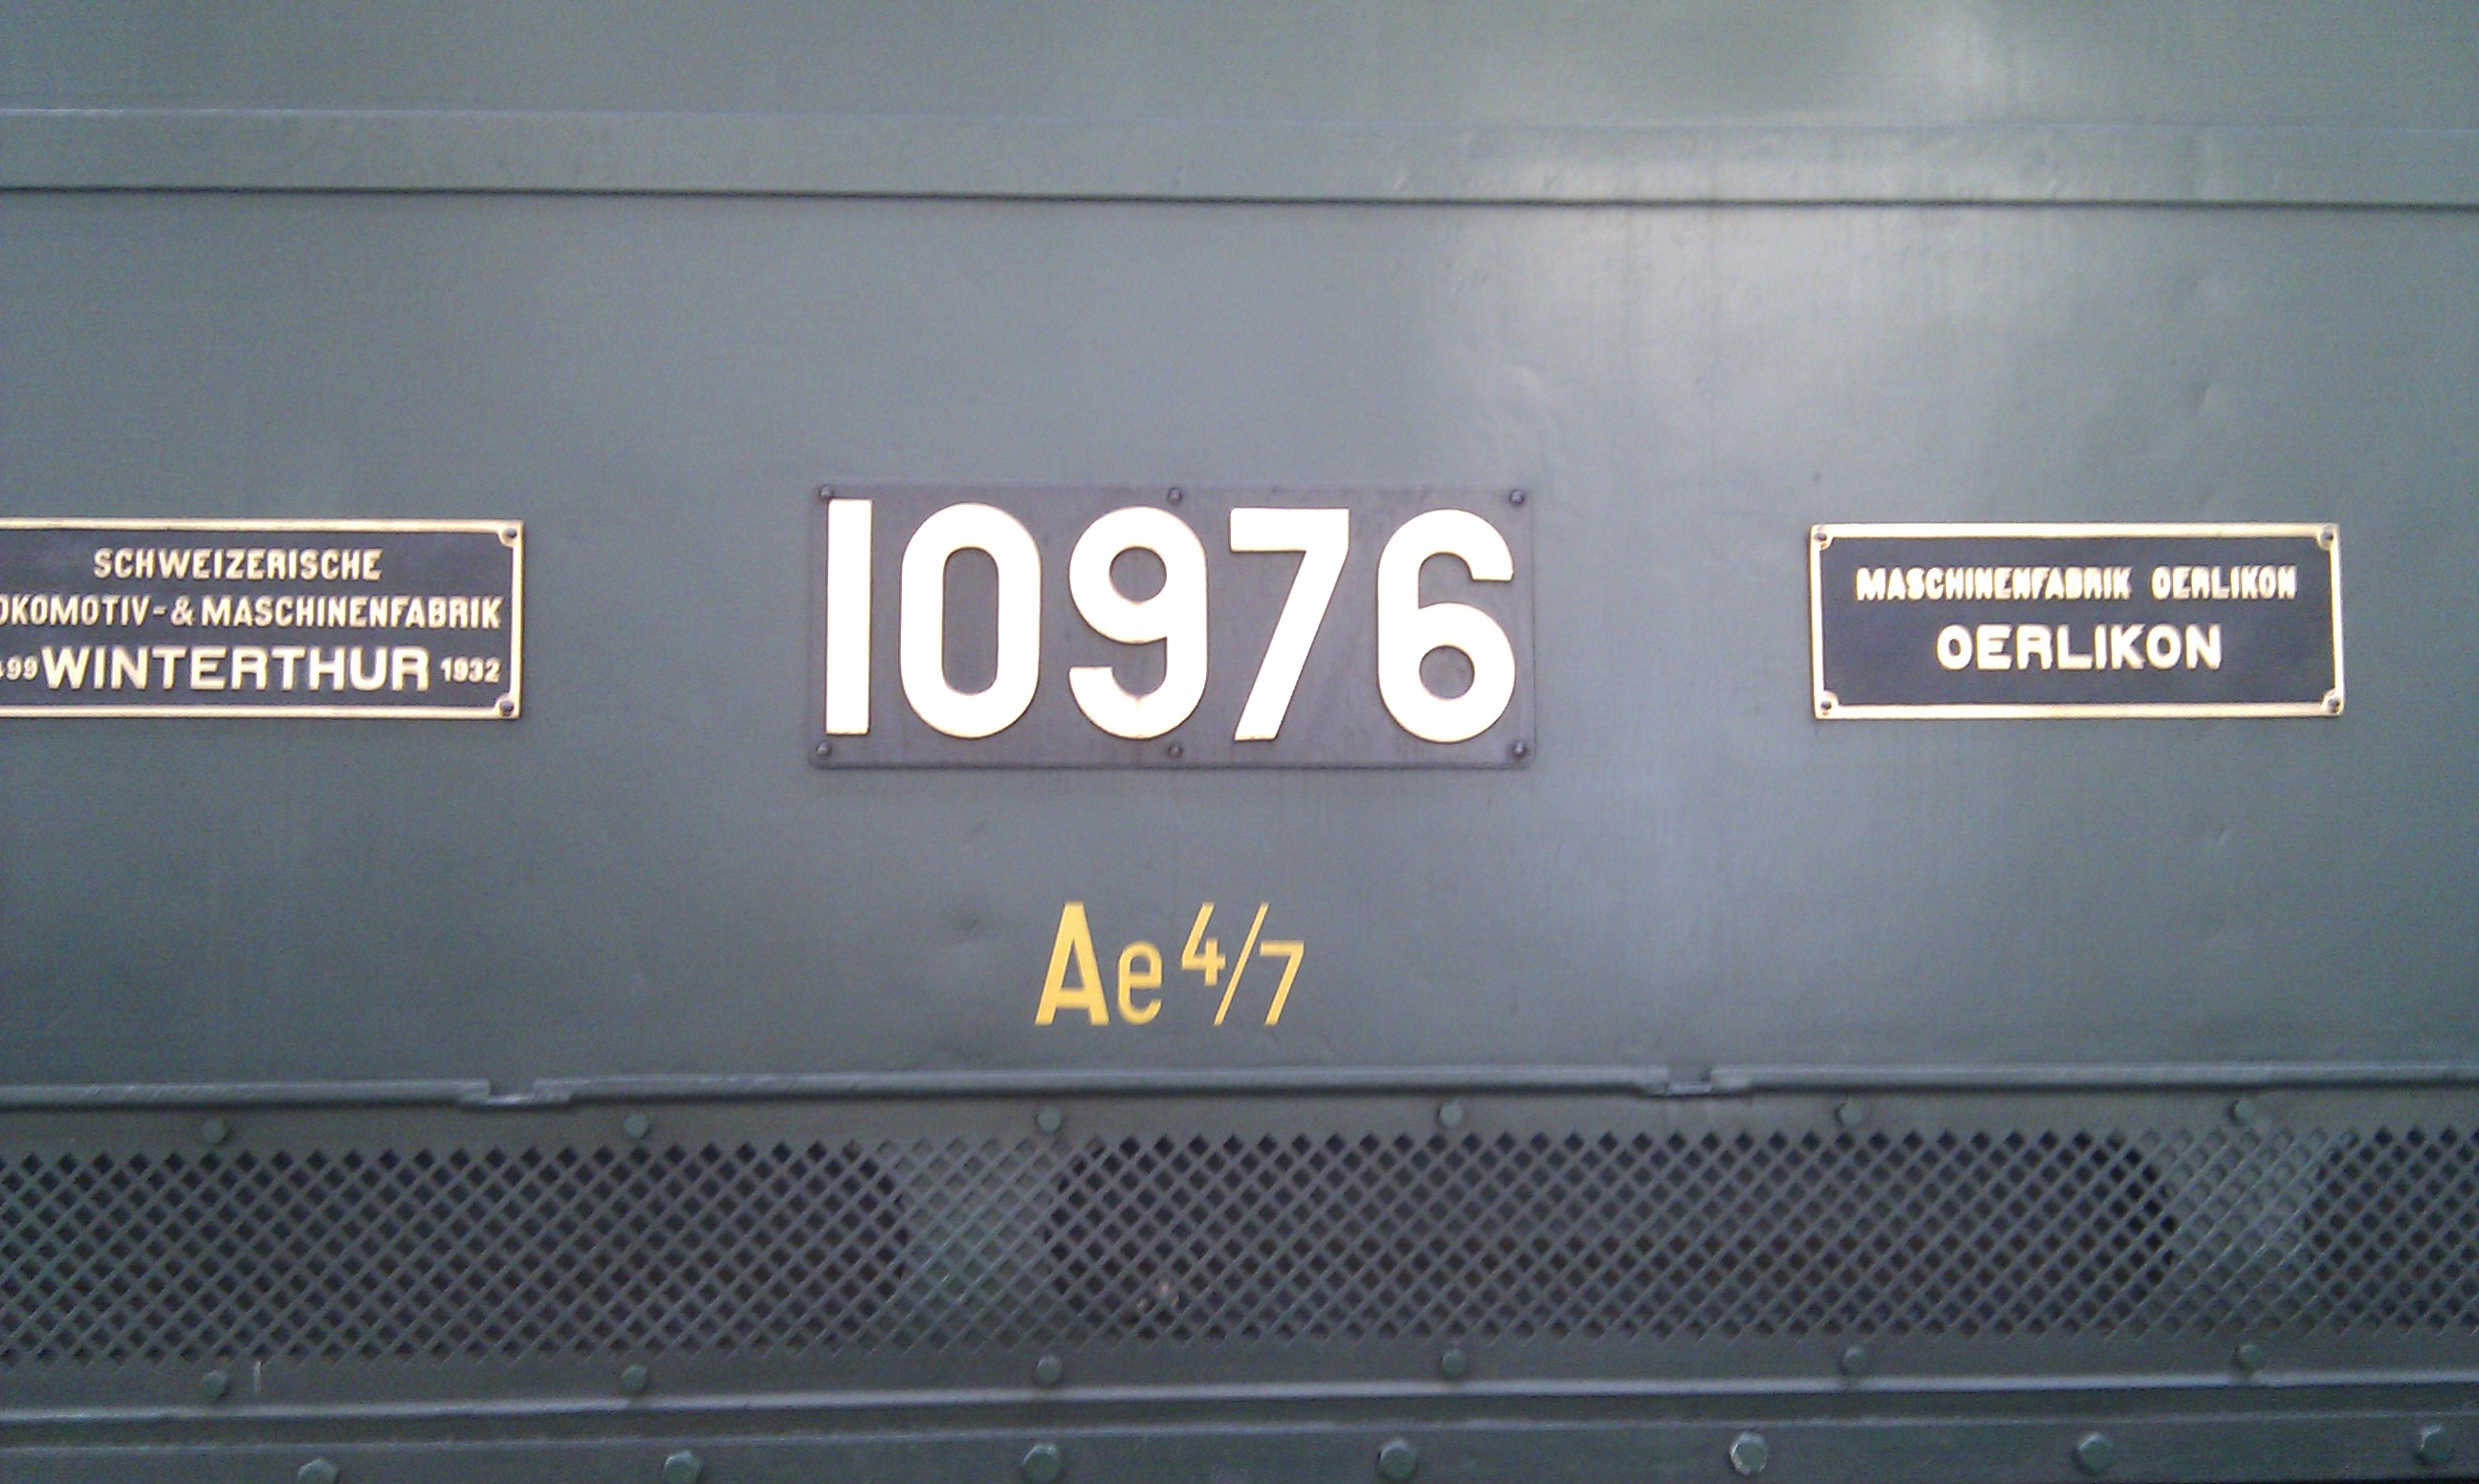 SCHWEIZERISCHE
OKOMOTIV-& MASCHINENFABRIK
99 WINTERTHUR 1932
10976
MASCHINENFABRIK OERLIKON
OERLIKON
Ae 4/7